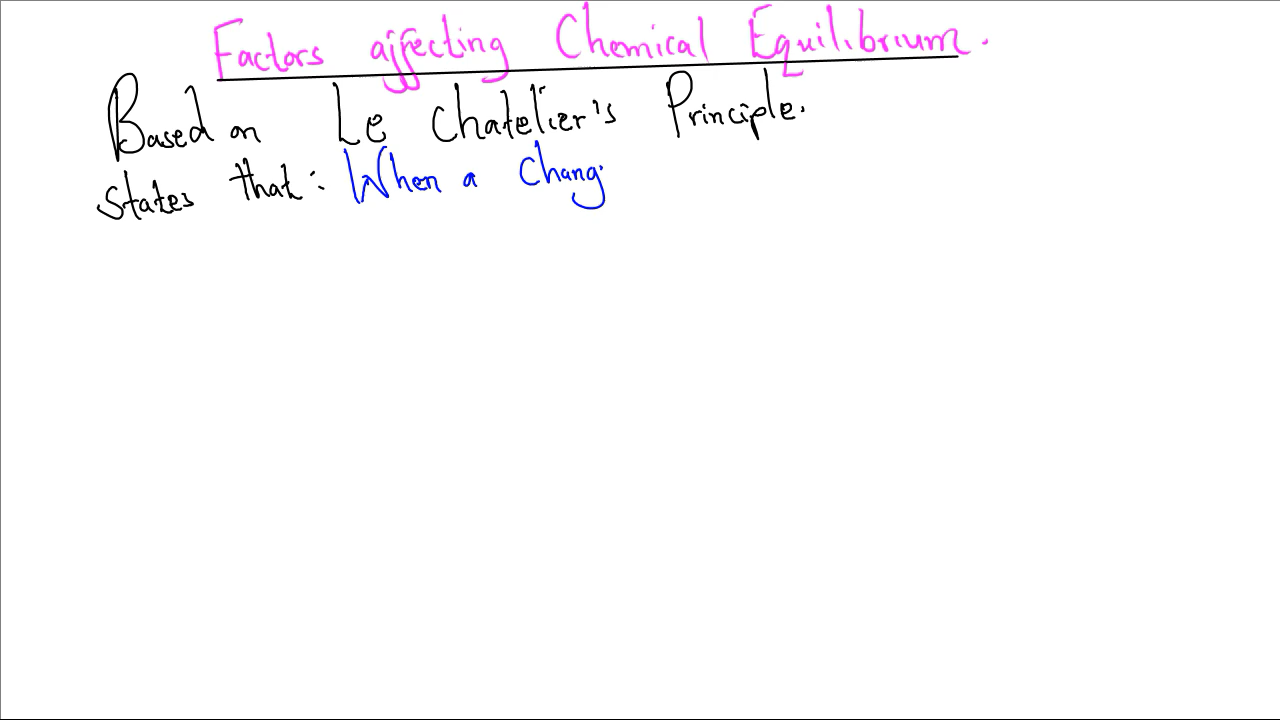 Factors affecting Chemical Equilibrium.
Based on Le Chatelier's Principle.
states that: When a Chang